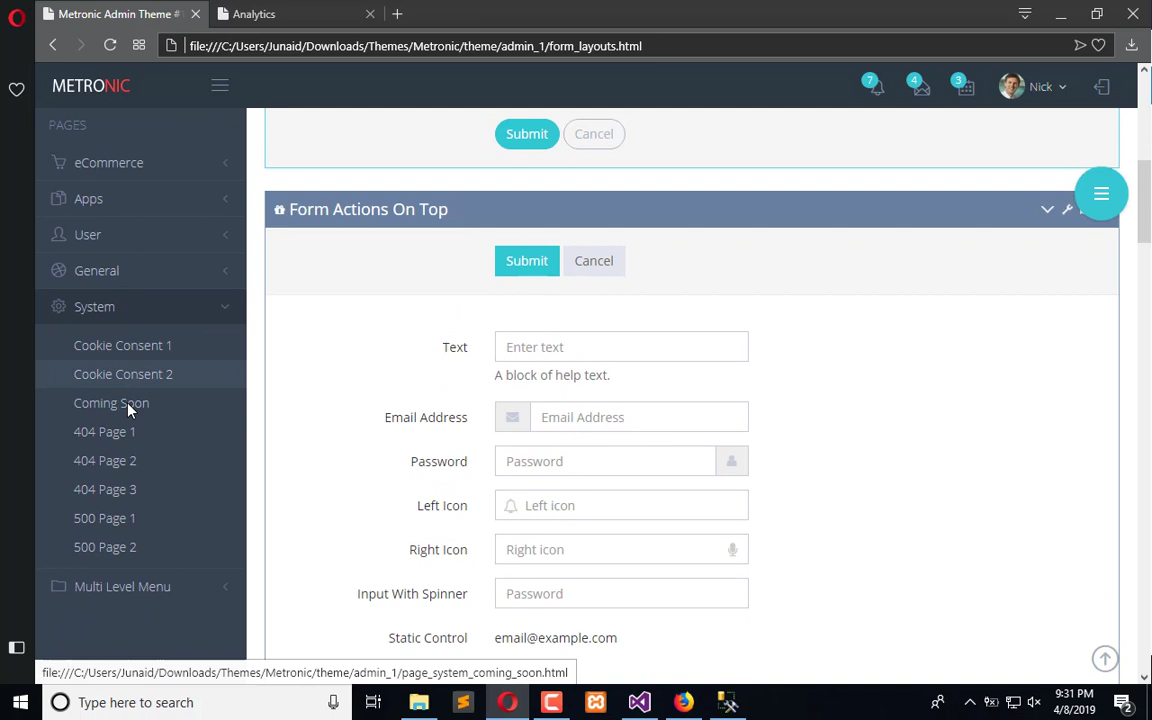 Metronic Admin Theme #
Analytics
file:///C:/Users/Junaid/Downloads/Themes/Metronic/theme/admin_1/form_layouts.html
METRONIC
7
4
3
Nick
PAGES
eCommerce
Apps
User
General
System
Cookie Consent 1
Cookie Consent 2
Coming Soon
404 Page 1
404 Page 2
404 Page 3
500 Page 1
500 Page 2
Multi Level Menu
Submit
Cancel
Form Actions On Top
Submit
Cancel
Text
Enter text
A block of help text.
Email Address
Email Address
Password
Password
Left Icon
Left icon
Right Icon
Right icon
Input With Spinner
Password
Static Control
email@example.com
file:///C:/Users/Junaid/Downloads/Themes/Metronic/theme/admin_1/page_system_coming_soon.html
Type here to search
9:31 PM
4/8/2019
2